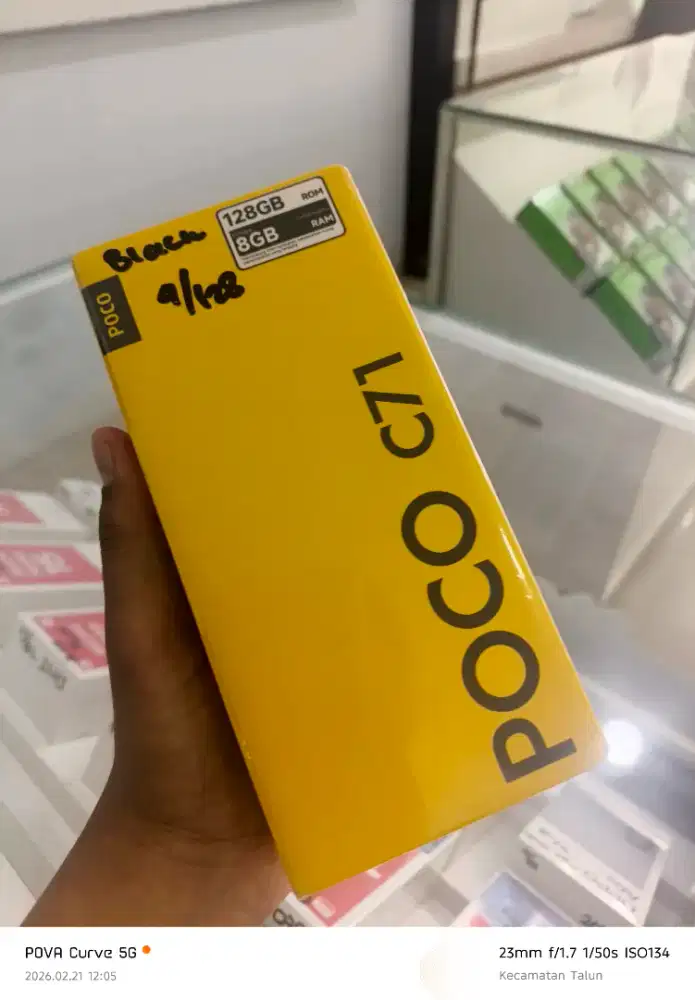 128GB ROM
8GB RAM
Black
4/128
POCO
POCO C71
POVA Curve 5G
23mm f/1.7 1/50s ISO134
2026.02.21 12:05
Kecamatan Talun